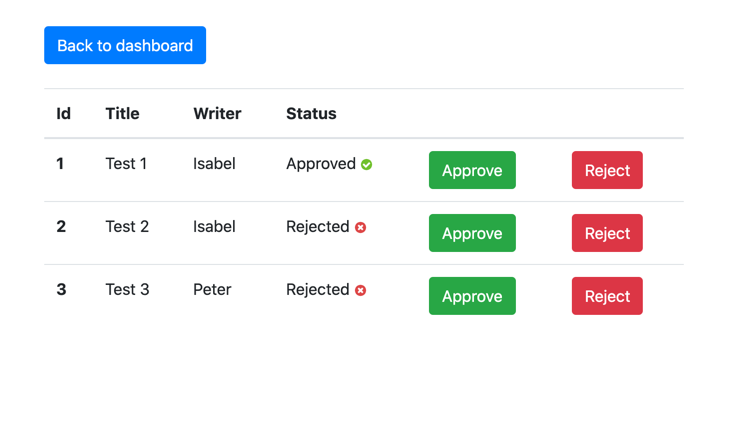 Back to dashboard
Id Title Writer Status
1 Test 1 Isabel Approved Approve Reject
2 Test 2 Isabel Rejected Approve Reject
3 Test 3 Peter Rejected Approve Reject